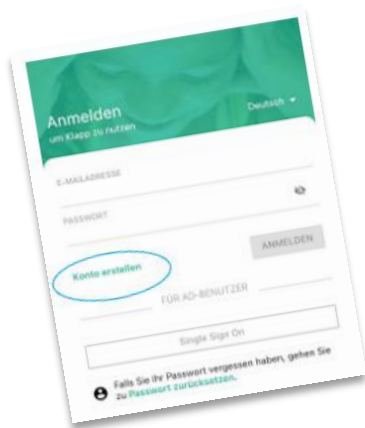 Anmelden
um Klapp zu nutzen
Deutsch
E-MAILADRESSE
PASSWORT
ANMELDEN
Konto erstellen
FÜR AD-BENUTZER
Single Sign On
Falls Sie Ihr Passwort vergessen haben, gehen Sie
zu Passwort zurücksetzen.